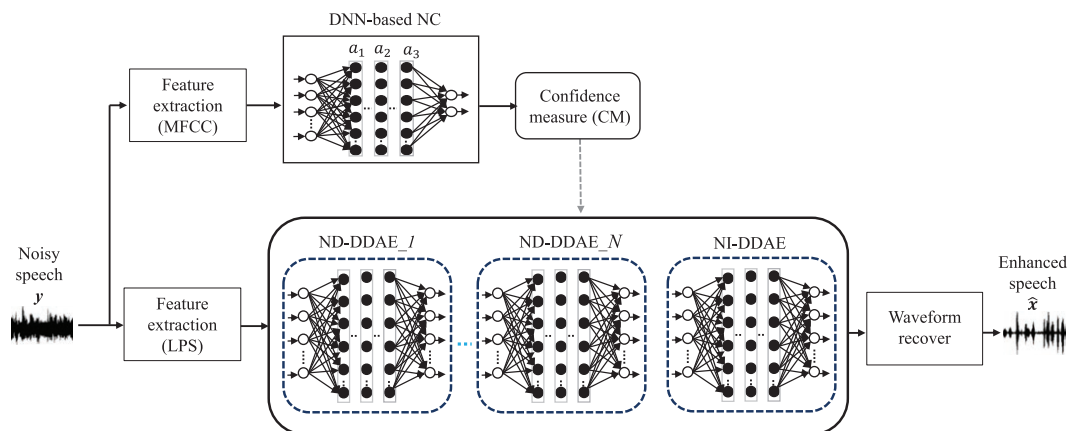 DNN-based NC
a₁ a₂ a₃
Feature
extraction
(MFCC)
Confidence
measure (CM)
Noisy
speech
y
Feature
extraction
(LPS)
ND-DDAE_1
ND-DDAE_N
NI-DDAE
Waveform
recover
Enhanced
speech
x̂